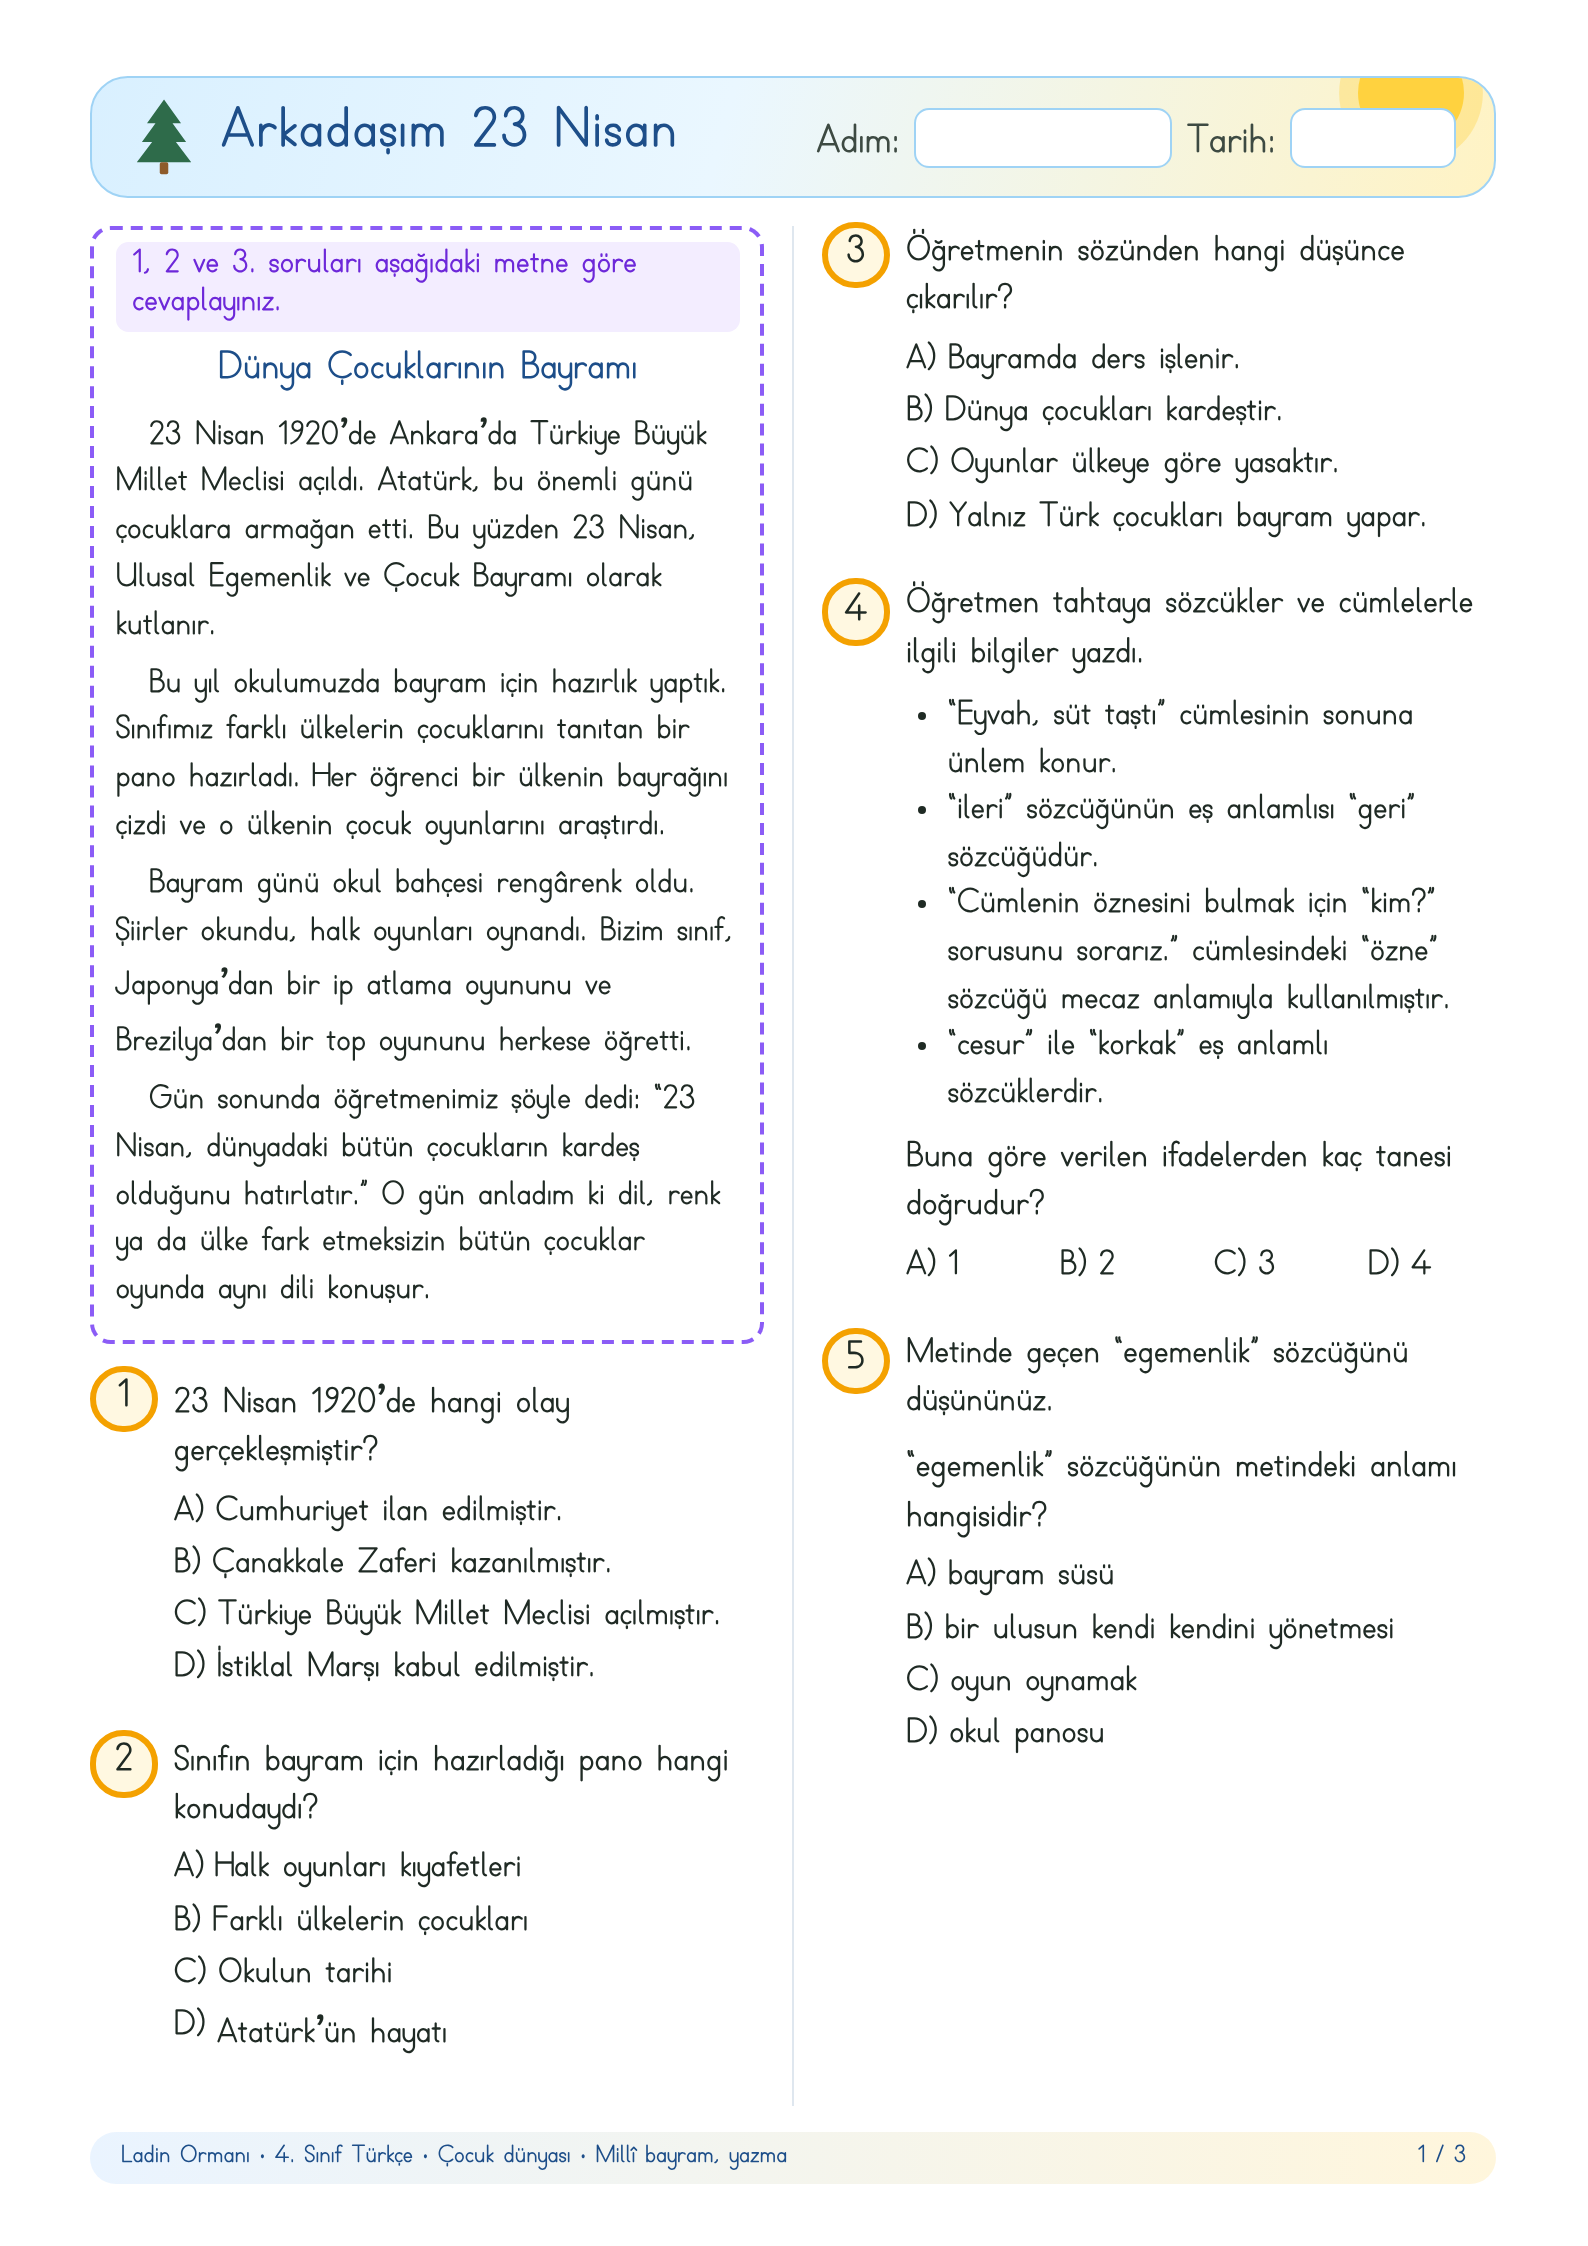 Arkadaşım 23 Nisan
Adım:
Tarih:
1, 2 ve 3. soruları aşağıdaki metne göre
cevaplayınız.
Dünya Çocuklarının Bayramı
23 Nisan 1920'de Ankara'da Türkiye Büyük
Millet Meclisi açıldı. Atatürk, bu önemli günü
çocuklara armağan etti. Bu yüzden 23 Nisan,
Ulusal Egemenlik ve Çocuk Bayramı olarak
kutlanır.
Bu yıl okulumuzda bayram için hazırlık yaptık.
Sınıfımız farklı ülkelerin çocuklarını tanıtan bir
pano hazırladı. Her öğrenci bir ülkenin bayrağını
çizdi ve o ülkenin çocuk oyunlarını araştırdı.
Bayram günü okul bahçesi rengârenk oldu.
Şiirler okundu, halk oyunları oynandı. Bizim sınıf,
Japonya'dan bir ip atlama oyununu ve
Brezilya'dan bir top oyununu herkese öğretti.
Gün sonunda öğretmenimiz şöyle dedi: “23
Nisan, dünyadaki bütün çocukların kardeş
olduğunu hatırlatır.” O gün anladım ki dil, renk
ya da ülke fark etmeksizin bütün çocuklar
oyunda aynı dili konuşur.
1
23 Nisan 1920'de hangi olay
gerçekleşmiştir?
A) Cumhuriyet ilan edilmiştir.
B) Çanakkale Zaferi kazanılmıştır.
C) Türkiye Büyük Millet Meclisi açılmıştır.
D) İstiklal Marşı kabul edilmiştir.
2
Sınıfın bayram için hazırladığı pano hangi
konudaydı?
A) Halk oyunları kıyafetleri
B) Farklı ülkelerin çocukları
C) Okulun tarihi
D) Atatürk'ün hayatı
3
Öğretmenin sözünden hangi düşünce
çıkarılır?
A) Bayramda ders işlenir.
B) Dünya çocukları kardeştir.
C) Oyunlar ülkeye göre yasaktır.
D) Yalnız Türk çocukları bayram yapar.
4
Öğretmen tahtaya sözcükler ve cümlelerle
ilgili bilgiler yazdı.
• “Eyvah, süt taştı” cümlesinin sonuna
ünlem konur.
• “ileri” sözcüğünün eş anlamlısı “geri”
sözcüğüdür.
• “Cümlenin öznesini bulmak için “kim?”
sorusunu sorarız.” cümlesindeki “özne”
sözcüğü mecaz anlamıyla kullanılmıştır.
• “cesur” ile “korkak” eş anlamlı
sözcüklerdir.
Buna göre verilen ifadelerden kaç tanesi
doğrudur?
A) 1 B) 2 C) 3 D) 4
5
Metinde geçen “egemenlik” sözcüğünü
düşününüz.
“egemenlik” sözcüğünün metindeki anlamı
hangisidir?
A) bayram süsü
B) bir ulusun kendi kendini yönetmesi
C) oyun oynamak
D) okul panosu
Ladin Ormanı • 4. Sınıf Türkçe • Çocuk dünyası • Millî bayram, yazma
1 / 3